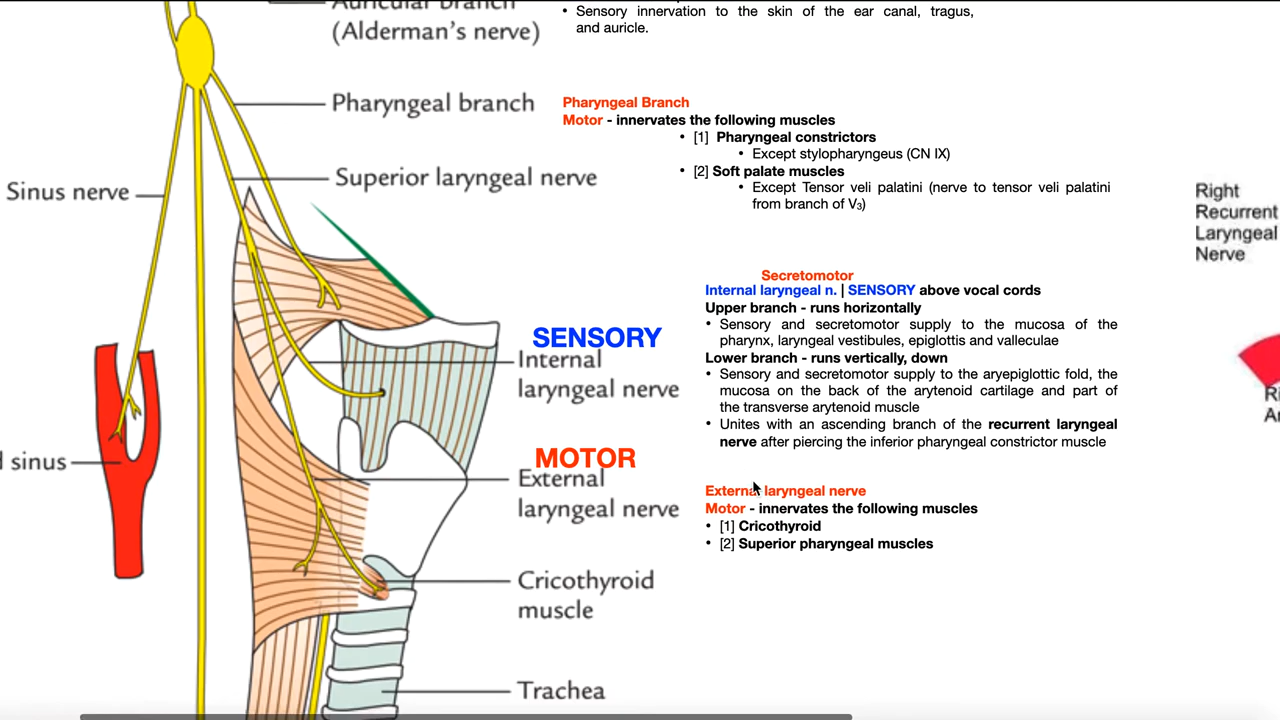 Auricular branch
(Alderman's nerve)
• Sensory innervation to the skin of the ear canal, tragus,
and auricle.
Pharyngeal branch
Pharyngeal Branch
Motor - innervates the following muscles
• [1] Pharyngeal constrictors
• Except stylopharyngeus (CN IX)
• [2] Soft palate muscles
• Except Tensor veli palatini (nerve to tensor veli palatini
from branch of V₃)
Superior laryngeal nerve
Sinus nerve
Right
Recurrent
Laryngeal
Nerve
Secretomotor
Internal laryngeal n. | SENSORY above vocal cords
Upper branch - runs horizontally
• Sensory and secretomotor supply to the mucosa of the
pharynx, laryngeal vestibules, epiglottis and valleculae
Lower branch - runs vertically, down
• Sensory and secretomotor supply to the aryepiglottic fold, the
mucosa on the back of the arytenoid cartilage and part of
the transverse arytenoid muscle
• Unites with an ascending branch of the recurrent laryngeal
nerve after piercing the inferior pharyngeal constrictor muscle
SENSORY
Internal
laryngeal nerve
Ri
Ar
d sinus
MOTOR
External
laryngeal nerve
External laryngeal nerve
Motor - innervates the following muscles
• [1] Cricothyroid
• [2] Superior pharyngeal muscles
Cricothyroid
muscle
Trachea